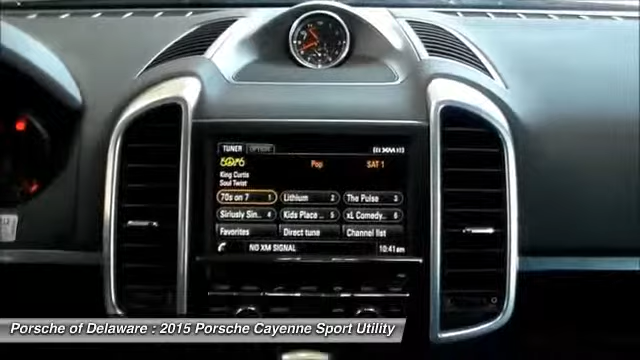 TUNER OPTION
((XM))
60s6
Pop SAT 1
King Curtis
Soul Twist
70s on 7 1 Lithium 2 The Pulse 3
Siriusly Sin.. 4 Kids Place .. 5 xL Comedy.. 6
Favorites Direct tune Channel list
NO XM SIGNAL 10:41am
Porsche of Delaware : 2015 Porsche Cayenne Sport Utility